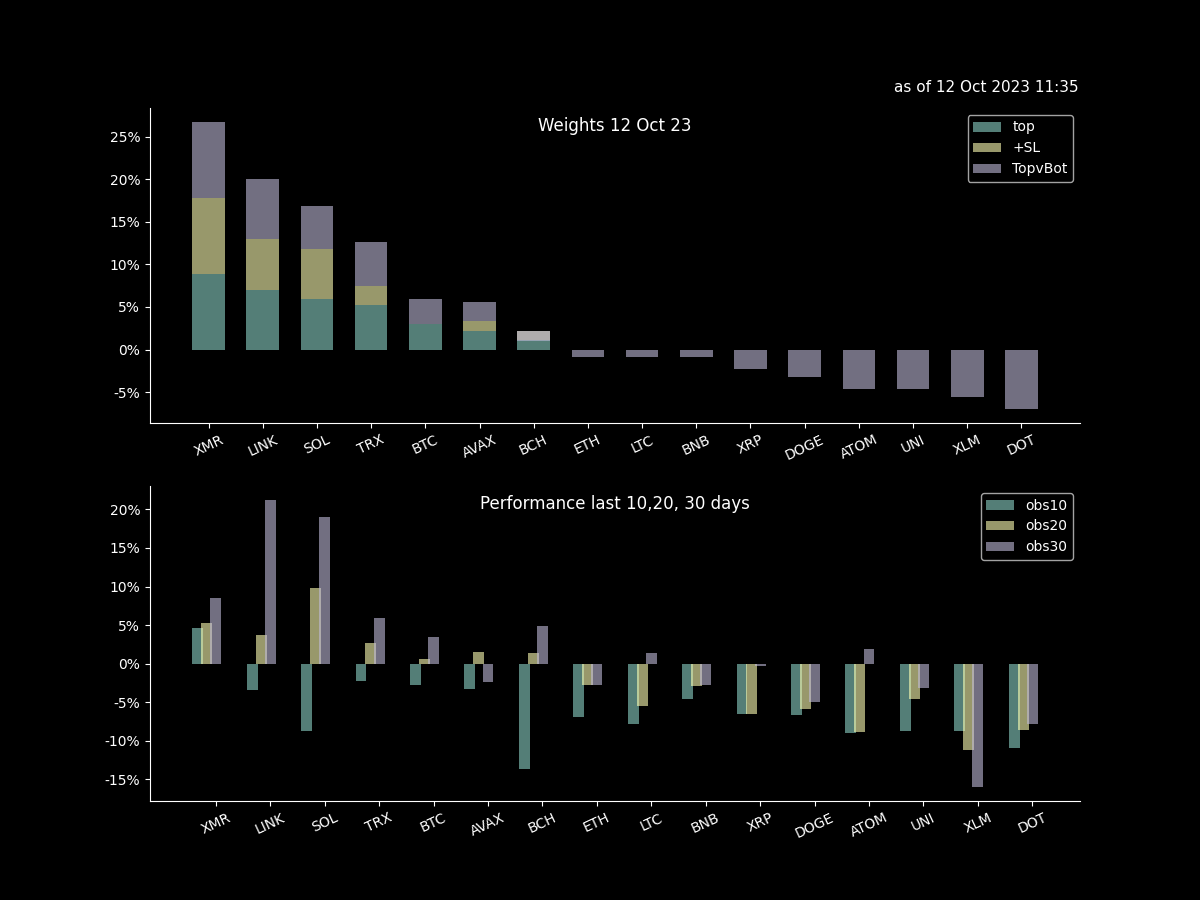 as of 12 Oct 2023 11:35
Weights 12 Oct 23
top
+SL
TopvBot
25%
20%
15%
10%
5%
0%
-5%
XMR LINK SOL TRX BTC AVAX BCH ETH LTC BNB XRP DOGE ATOM UNI XLM DOT
Performance last 10,20, 30 days
obs10
obs20
obs30
20%
15%
10%
5%
0%
-5%
-10%
-15%
XMR LINK SOL TRX BTC AVAX BCH ETH LTC BNB XRP DOGE ATOM UNI XLM DOT